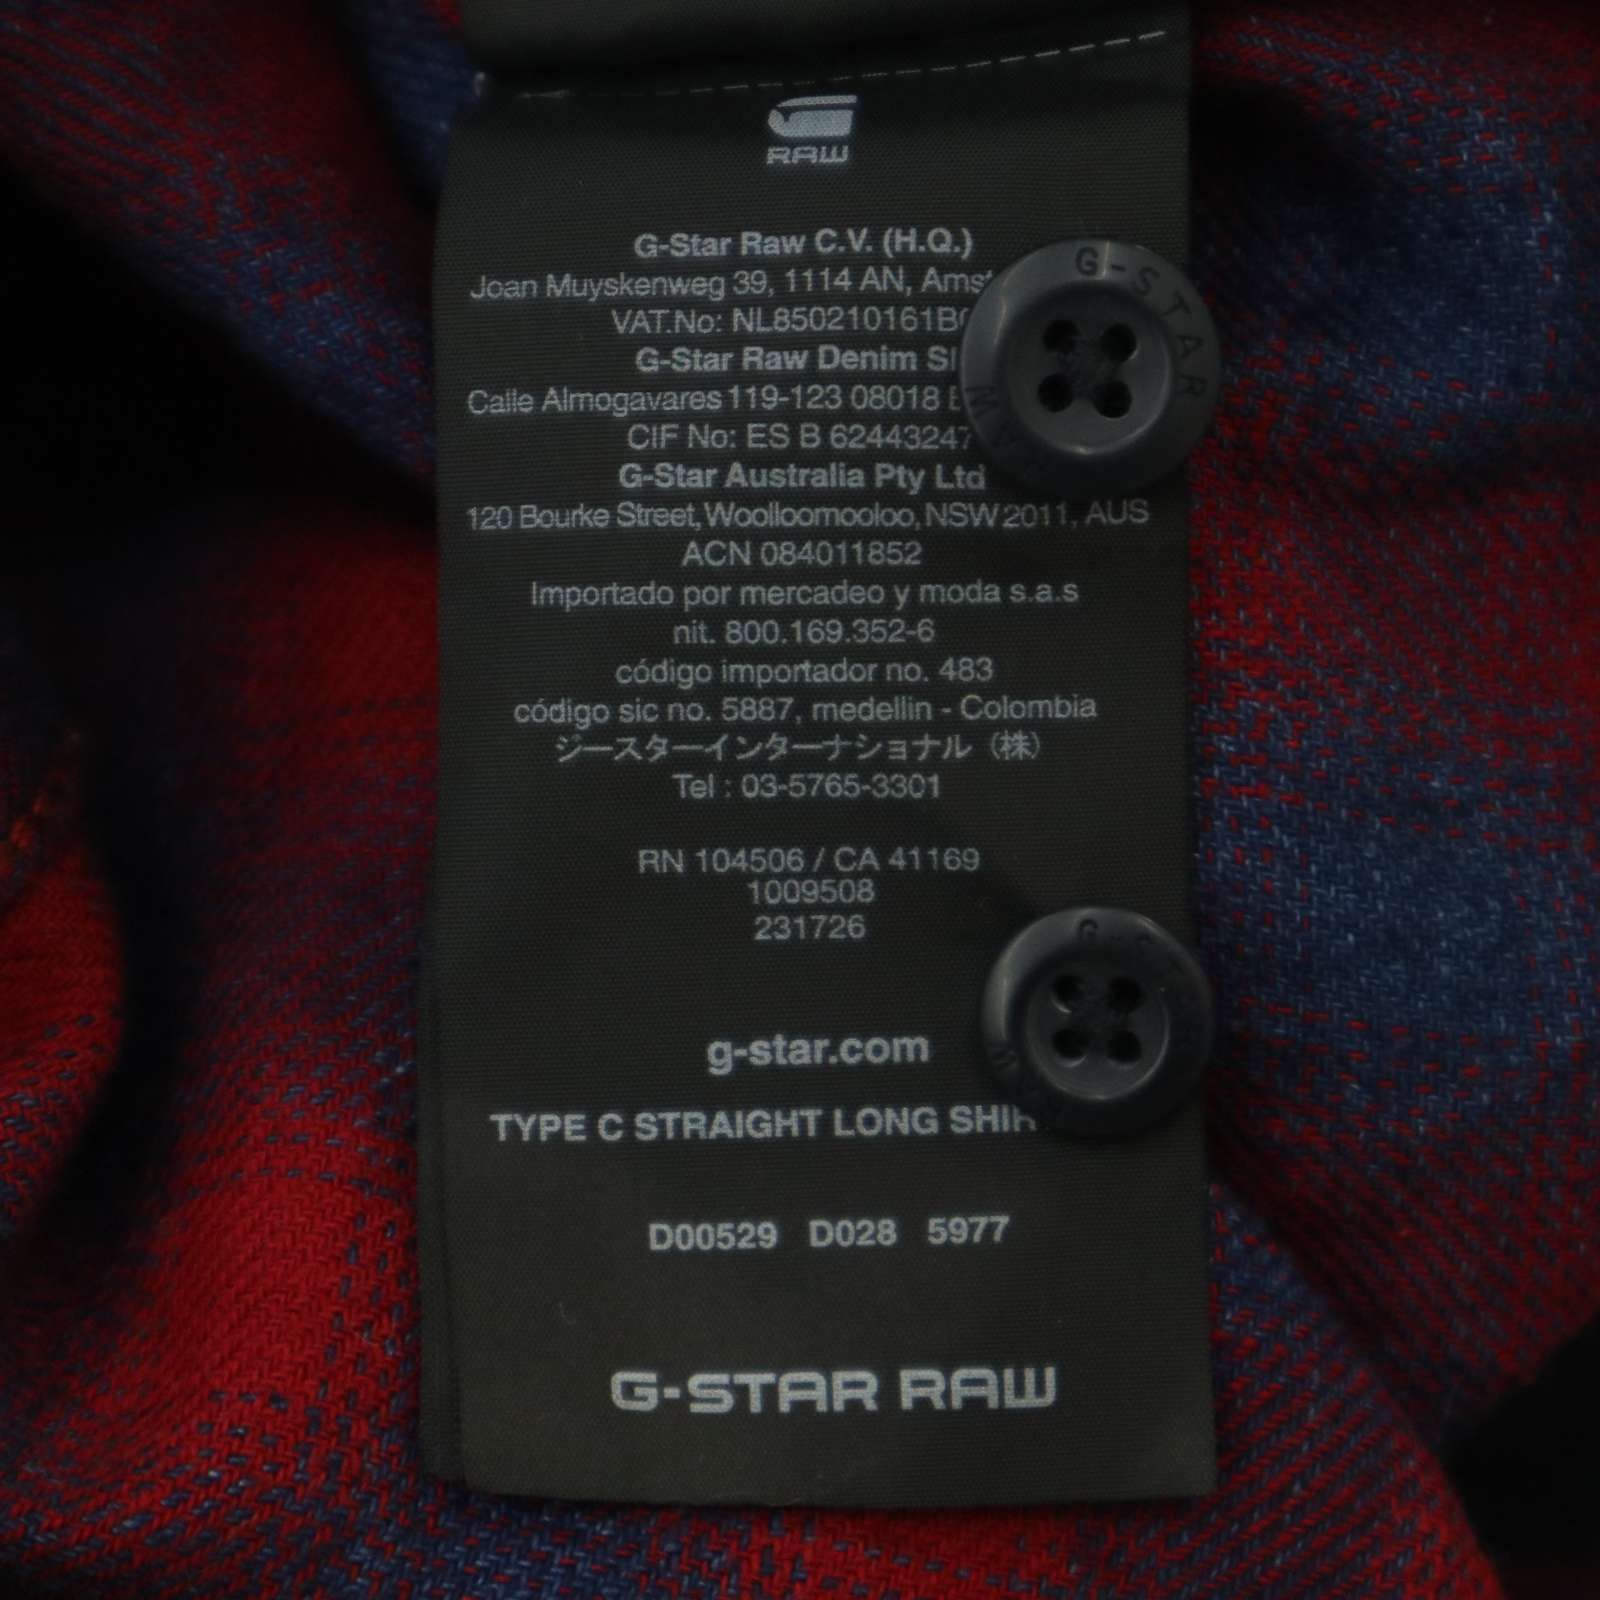 RAW
G-Star Raw C.V. (H.Q.)
Joan Muyskenweg 39, 1114 AN,
VAT.No:
G-Star Raw Denim
Calle Almogavares 119-123 08018
CIF No: ES B 62443247
G-Star Australia Pty Ltd
120 Bourke Street, Woolloomooloo, NSW 2011, AUS
ACN 084011852
Importado por mercadeo y moda s.a.s
nit. 800.169.352-6
código importador no. 483
código sic no. 5887, medellin - Colombia
ジースターインターナショナル (株)
Tel : 03-5765-3301
RN 104506 / CA 41169
1009508
231726
g-star.com
TYPE C STRAIGHT LONG
D00529 D028 5977
G-STAR RAW
G-STAR RAW
G-STAR RAW